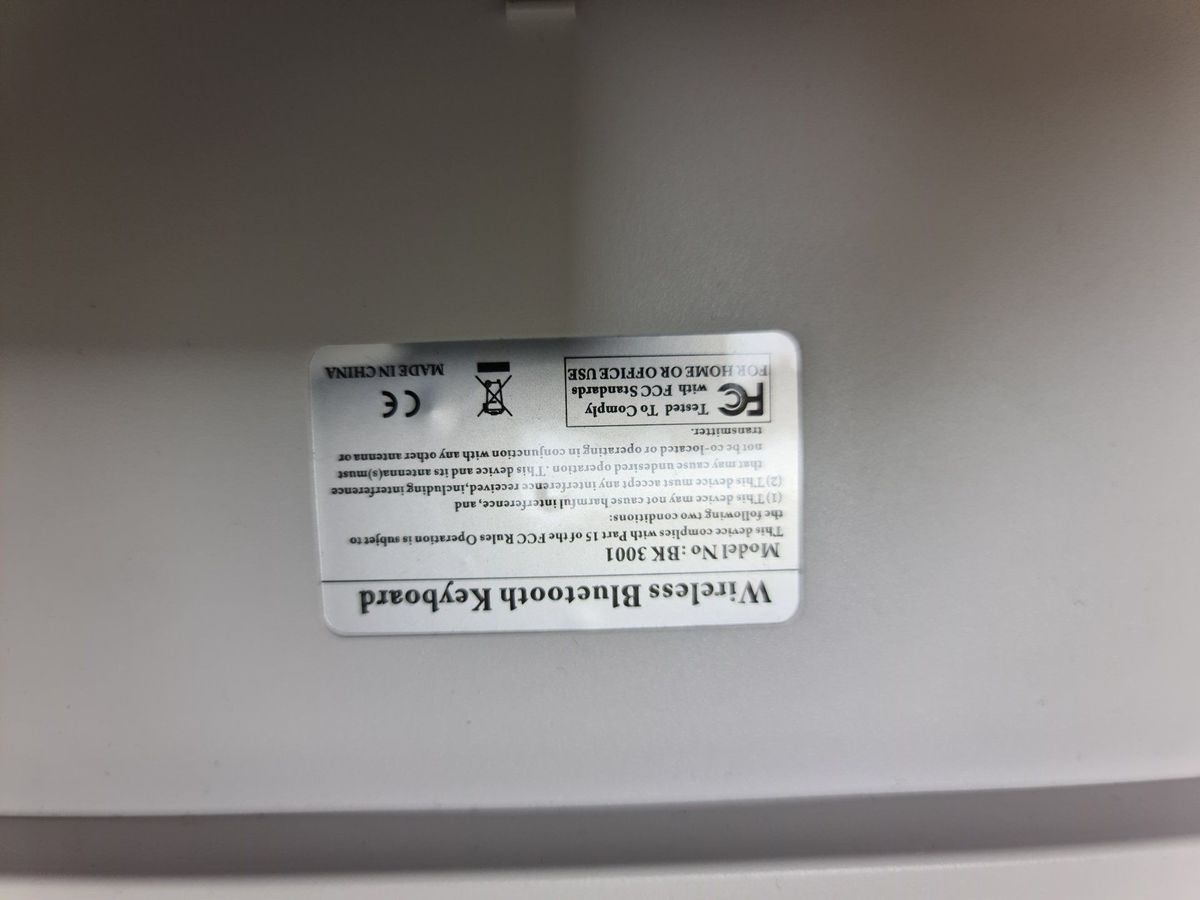 Wireless Bluetooth Keyboard
Model No: BK 3001
This device complies with Part 15 of the FCC Rules Operation is subjet to
the following two conditions:
(1) This device may not cause harmful interference, and
(2) This device must accept any interference received, including interference
that may cause undesired operation. This device and its antenna(s) must
not be co-located or operating in conjunction with any other antenna or
transmitter.
FC Tested To Comply
with FCC Standards
FOR HOME OR OFFICE USE
CE
MADE IN CHINA